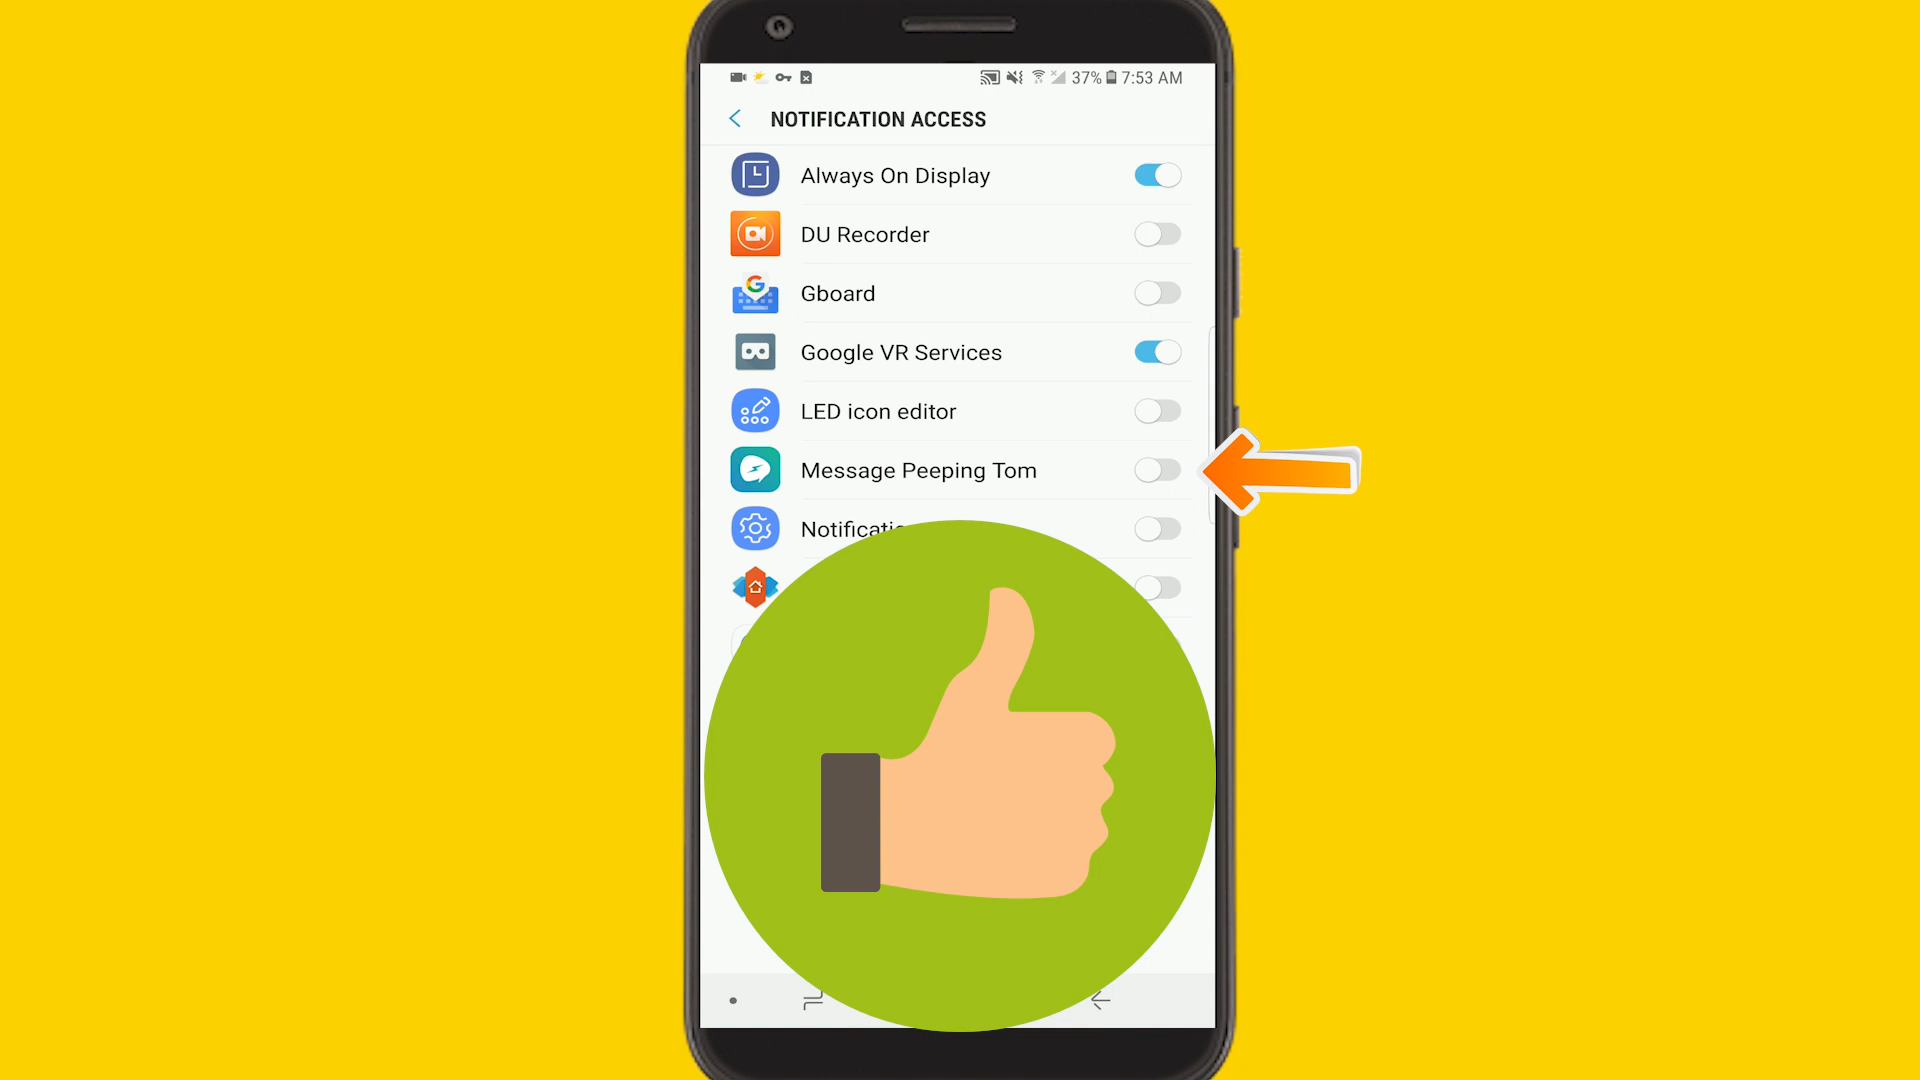 37% 7:53 AM
NOTIFICATION ACCESS
Always On Display
DU Recorder
G
Gboard
Google VR Services
LED icon editor
Message Peeping Tom